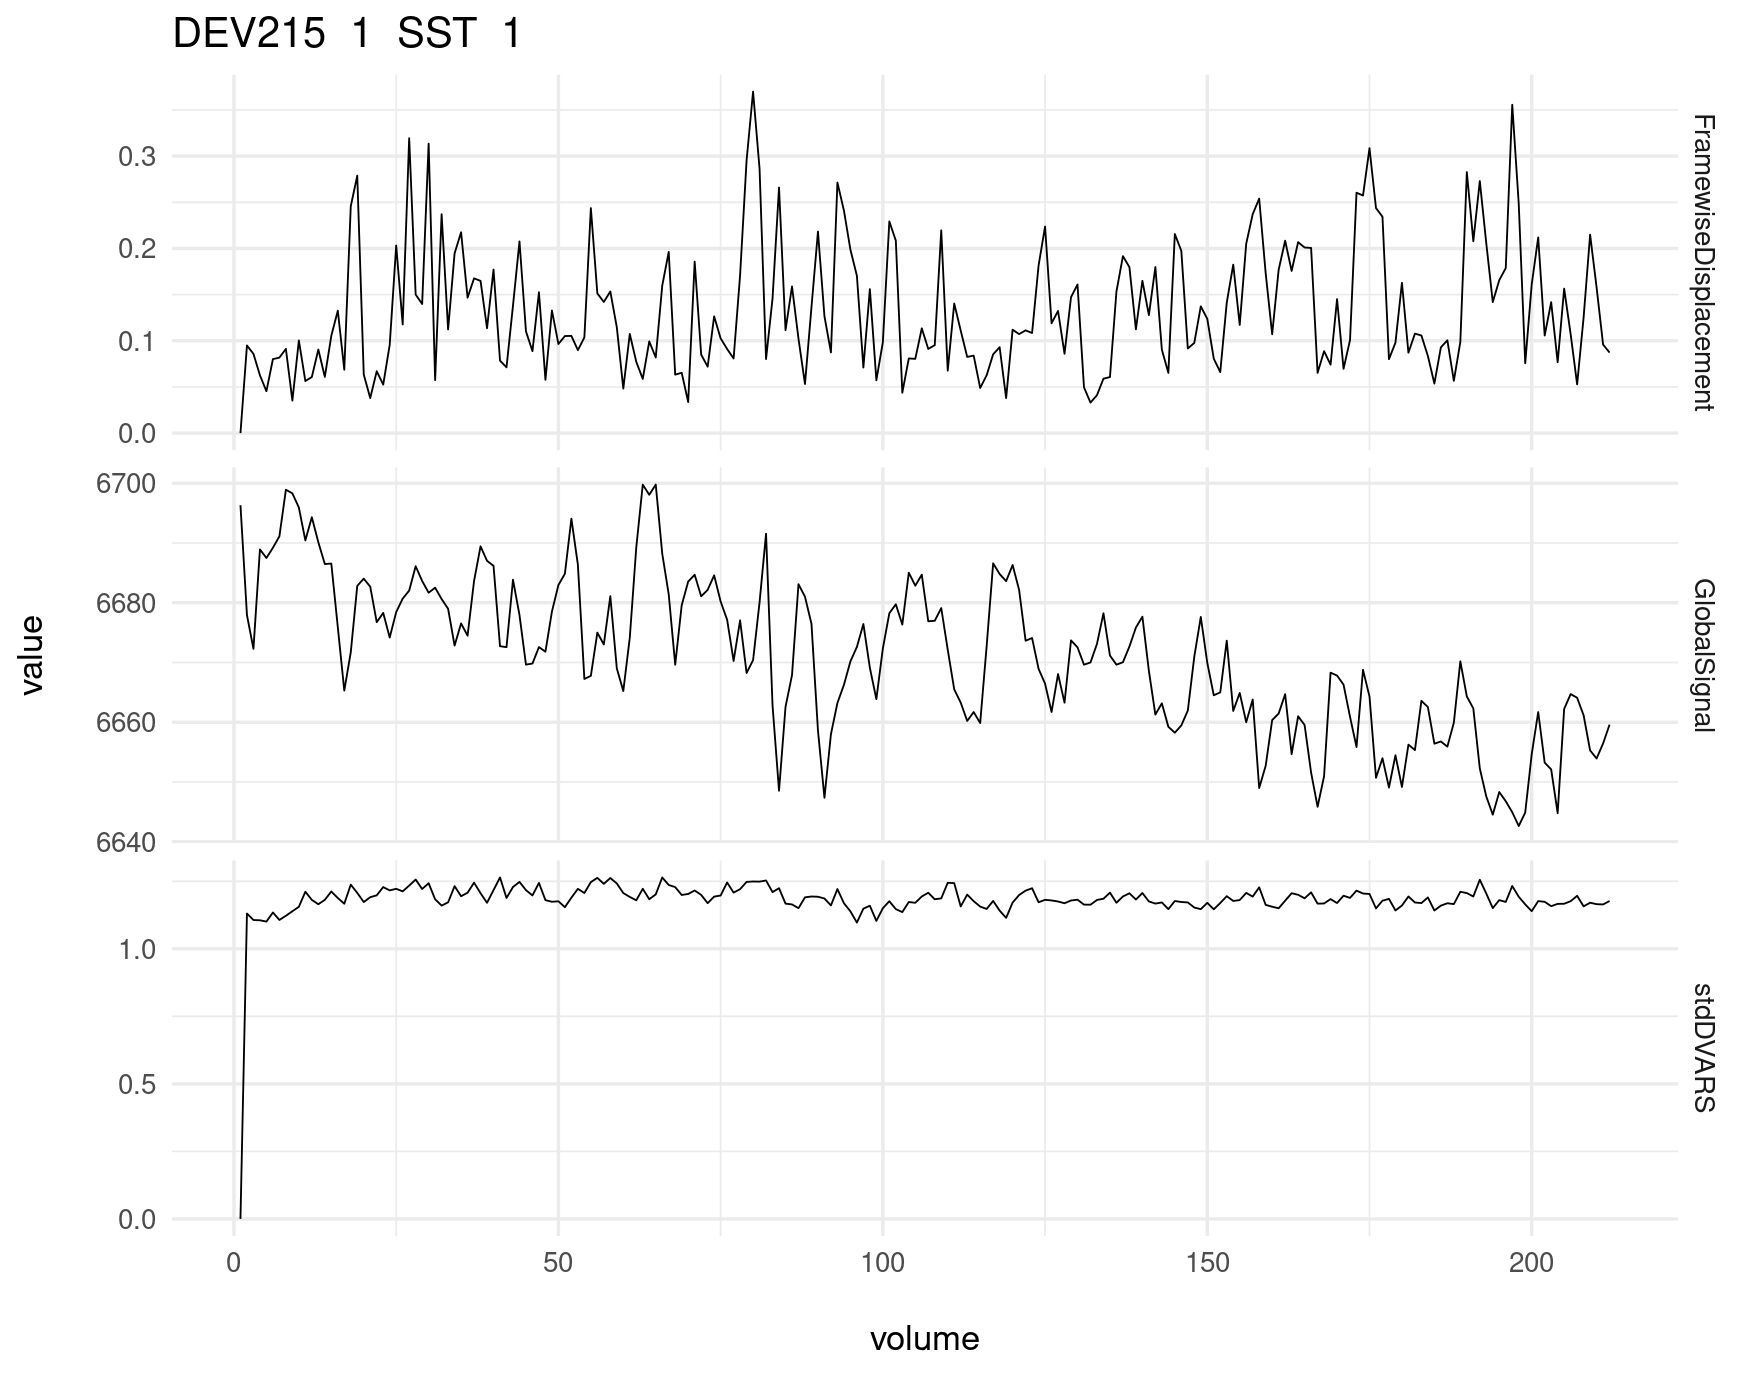 DEV215 1 SST 1
0.3
0.2
0.1
0.0
FramewiseDisplacement
6700
6680
6660
6640
GlobalSignal
value
1.0
0.5
0.0
stdDVARS
0 50 100 150 200
volume